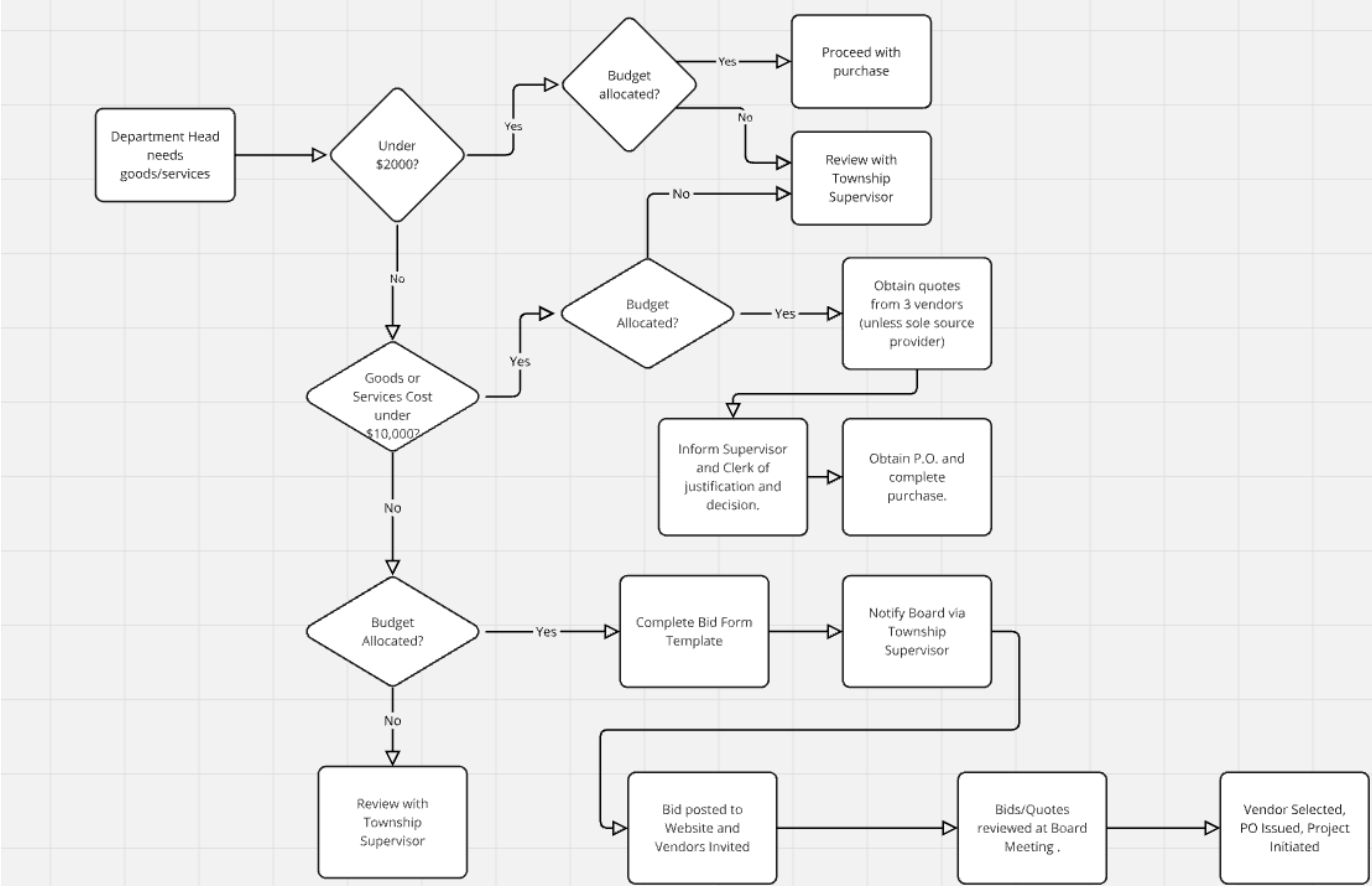 Department Head
needs
goods/services
Under
$2000?
Yes
Budget
allocated?
Yes
Proceed with
purchase
No
Review with
Township
Supervisor
No
Goods or
Services Cost
under
$10,000?
Yes
Budget
Allocated?
No
Yes
Obtain quotes
from 3 vendors
(unless sole source
provider)
Inform Supervisor
and Clerk of
justification and
decision.
Obtain P.O. and
complete
purchase.
No
Budget
Allocated?
Yes
Complete Bid Form
Template
Notify Board via
Township
Supervisor
No
Review with
Township
Supervisor
Bid posted to
Website and
Vendors Invited
Bids/Quotes
reviewed at Board
Meeting .
Vendor Selected,
PO Issued, Project
Initiated